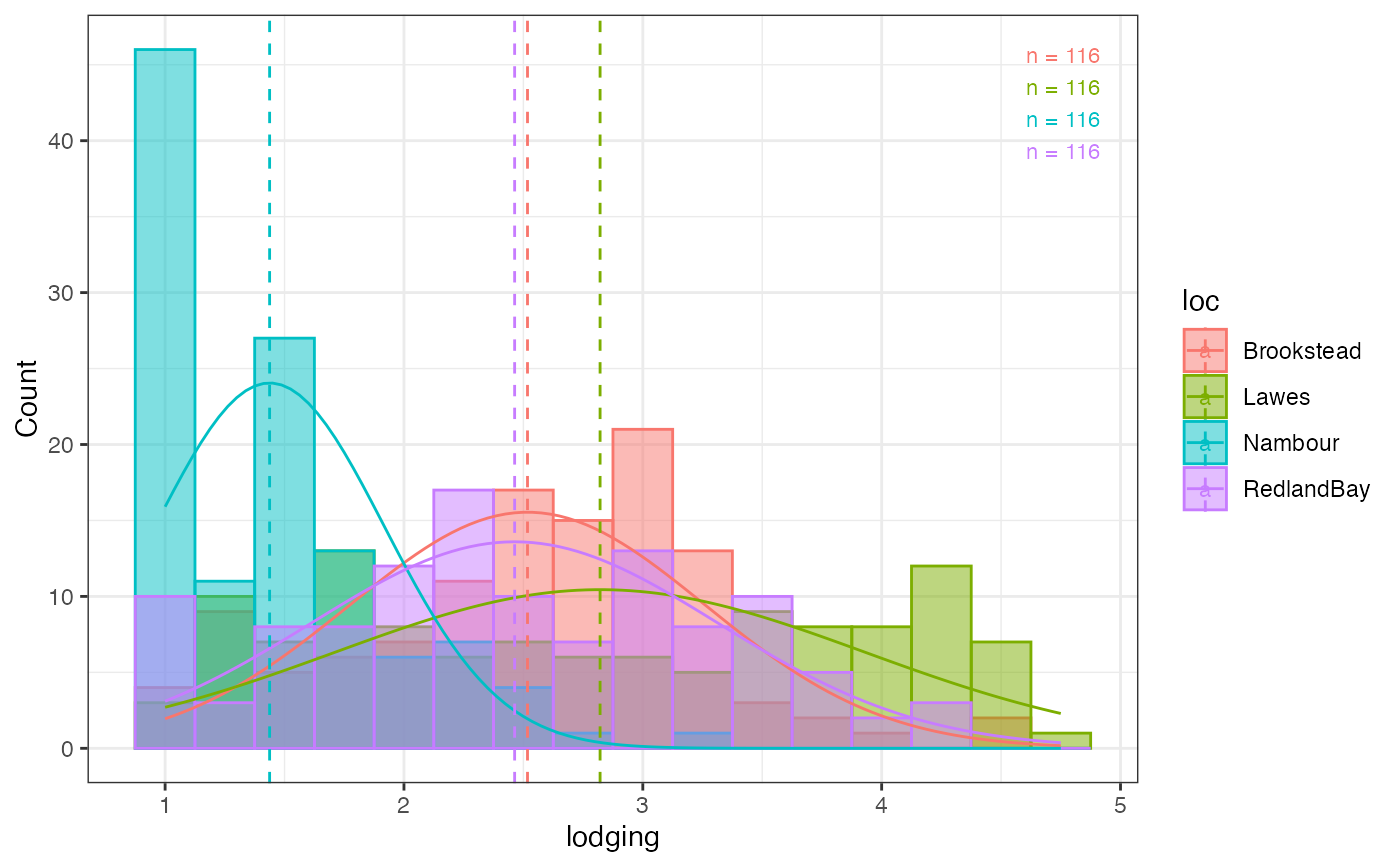 n = 116
n = 116
n = 116
n = 116
40
30
20
10
0
Count
1 2 3 4 5
lodging
loc
a Brookstead
a Lawes
a Nambour
a RedlandBay